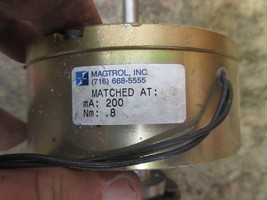 MAGTROL, INC.
(716) 668-5555
MATCHED AT:
mA: 200
Nm: .8